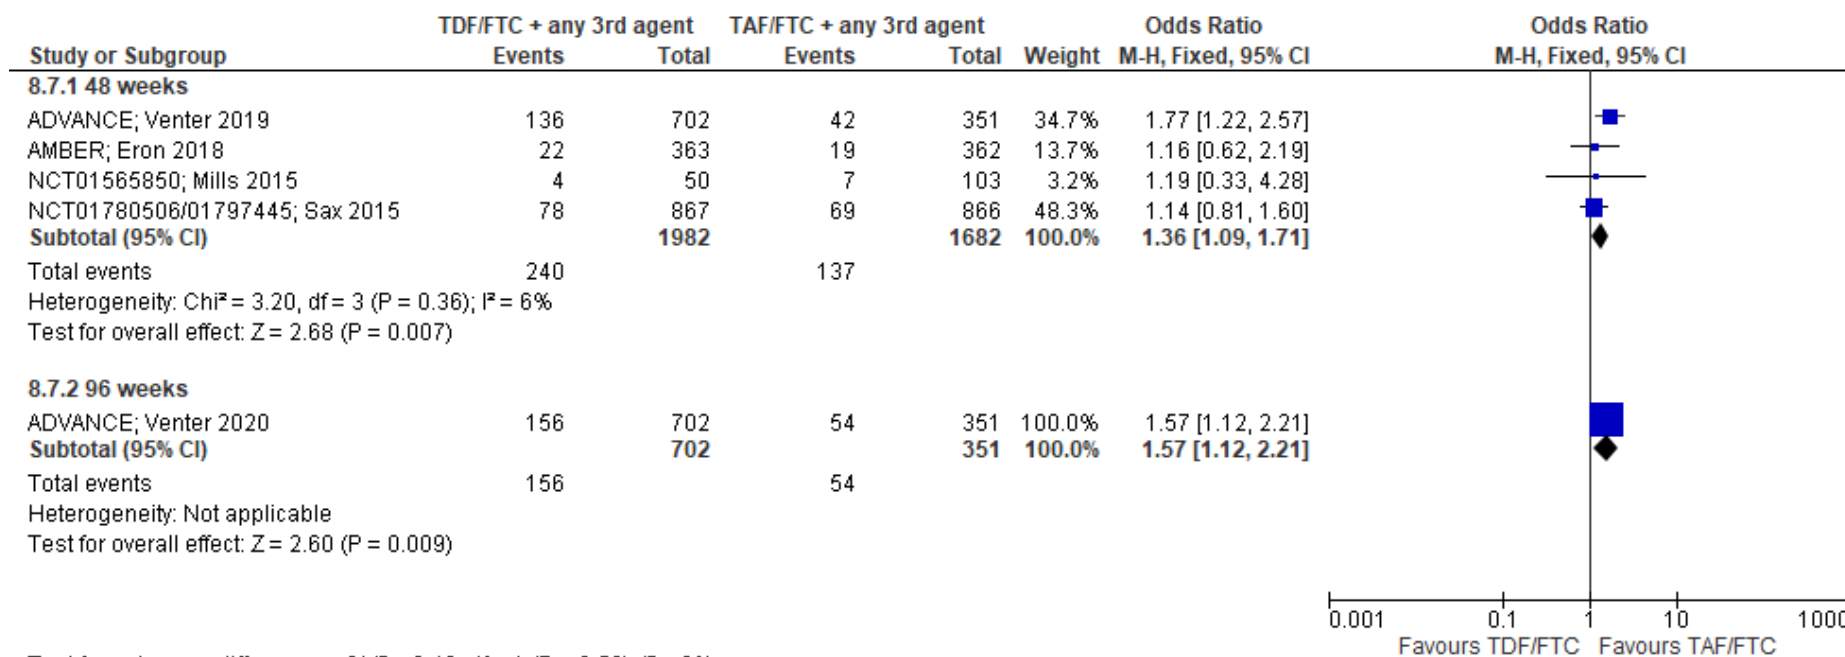 TDF/FTC + any 3rd agent TAF/FTC + any 3rd agent Odds Ratio Odds Ratio
Study or Subgroup Events Total Events Total Weight M-H, Fixed, 95% CI M-H, Fixed, 95% CI
8.7.1 48 weeks
ADVANCE; Venter 2019 136 702 42 351 34.7% 1.77 [1.22, 2.57]
AMBER; Eron 2018 22 363 19 362 13.7% 1.16 [0.62, 2.19]
NCT01565850; Mills 2015 4 50 7 103 3.2% 1.19 [0.33, 4.28]
NCT01780506/01797445; Sax 2015 78 867 69 866 48.3% 1.14 [0.81, 1.60]
Subtotal (95% CI) 1982 1682 100.0% 1.36 [1.09, 1.71]
Total events 240 137
Heterogeneity: Chi² = 3.20, df = 3 (P = 0.36); I² = 6%
Test for overall effect: Z = 2.68 (P = 0.007)
8.7.2 96 weeks
ADVANCE; Venter 2020 156 702 54 351 100.0% 1.57 [1.12, 2.21]
Subtotal (95% CI) 702 351 100.0% 1.57 [1.12, 2.21]
Total events 156 54
Heterogeneity: Not applicable
Test for overall effect: Z = 2.60 (P = 0.009)
0.001 0.1 1 10 1000
Favours TDF/FTC Favours TAF/FTC